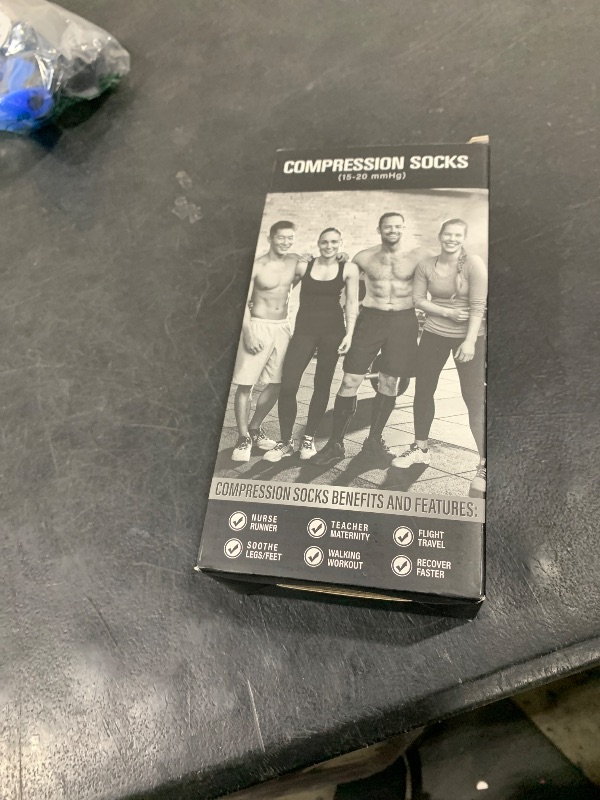 COMPRESSION SOCKS
(15-20 mmHg)
COMPRESSION SOCKS BENEFITS AND FEATURES:
NURSE
RUNNER
TEACHER
MATERNITY
FLIGHT
TRAVEL
SOOTHE
LEGS/FEET
WALKING
WORKOUT
RECOVER
FASTER